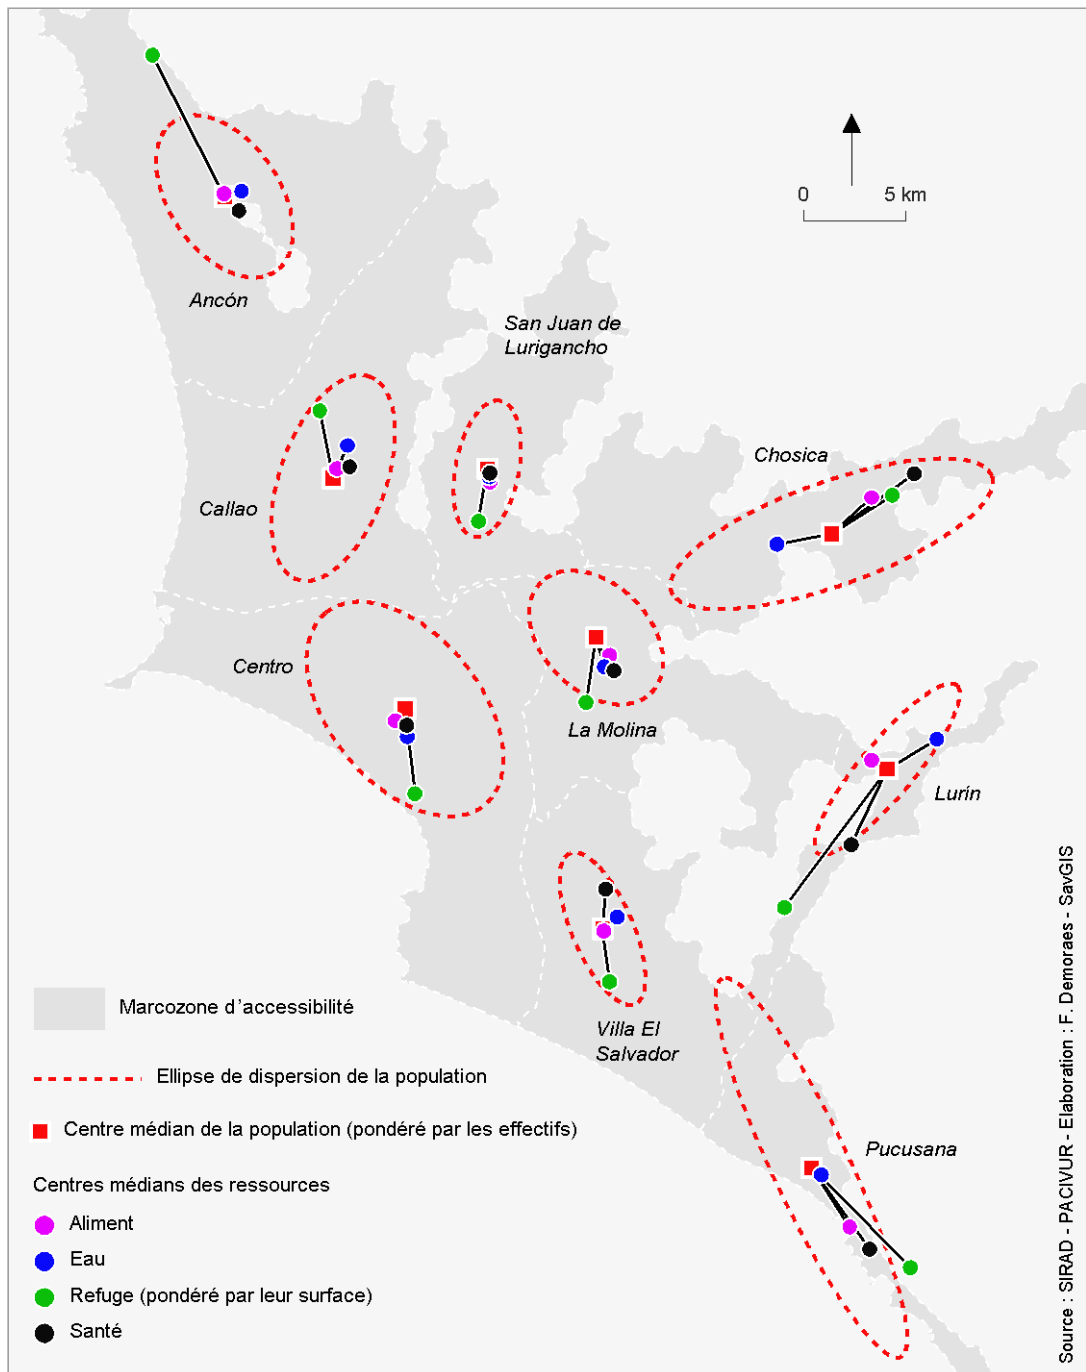 0 5 km
Ancón
San Juan de
Lurigancho
Callao
Chosica
Centro
La Molina
Lurín
Villa El
Salvador
Pucusana
Marcozone d'accessibilité
Ellipse de dispersion de la population
Centre médian de la population (pondéré par les effectifs)
Centres médians des ressources
Aliment
Eau
Refuge (pondéré par leur surface)
Santé
Source : SIRAD - PACIVUR - Elaboration : F. Demoraes - SavGIS